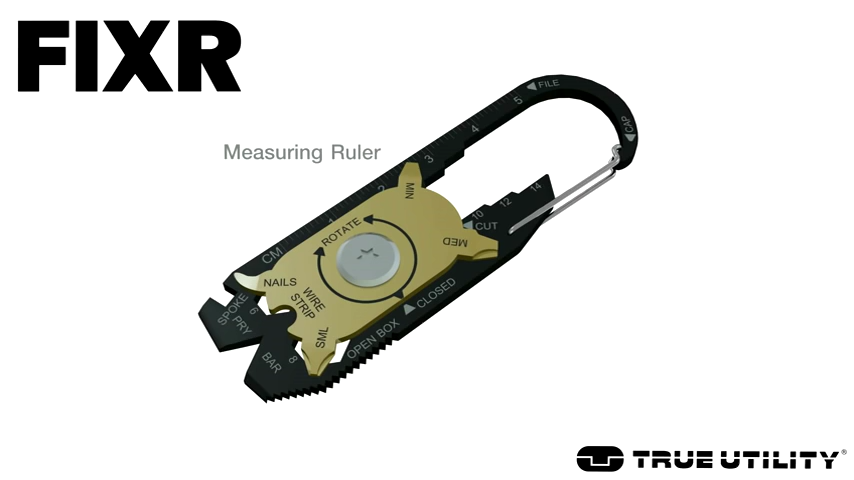 FIXR
Measuring Ruler
FILE
CAP
5
4
3
2
1
CM
MIN
14
12
10
CUT
MED
ROTATE
NAILS
WIRE
STRIP
SML
CLOSED
OPEN BOX
SPOKE
6
PRY
BAR
8
TRUE UTILITY®